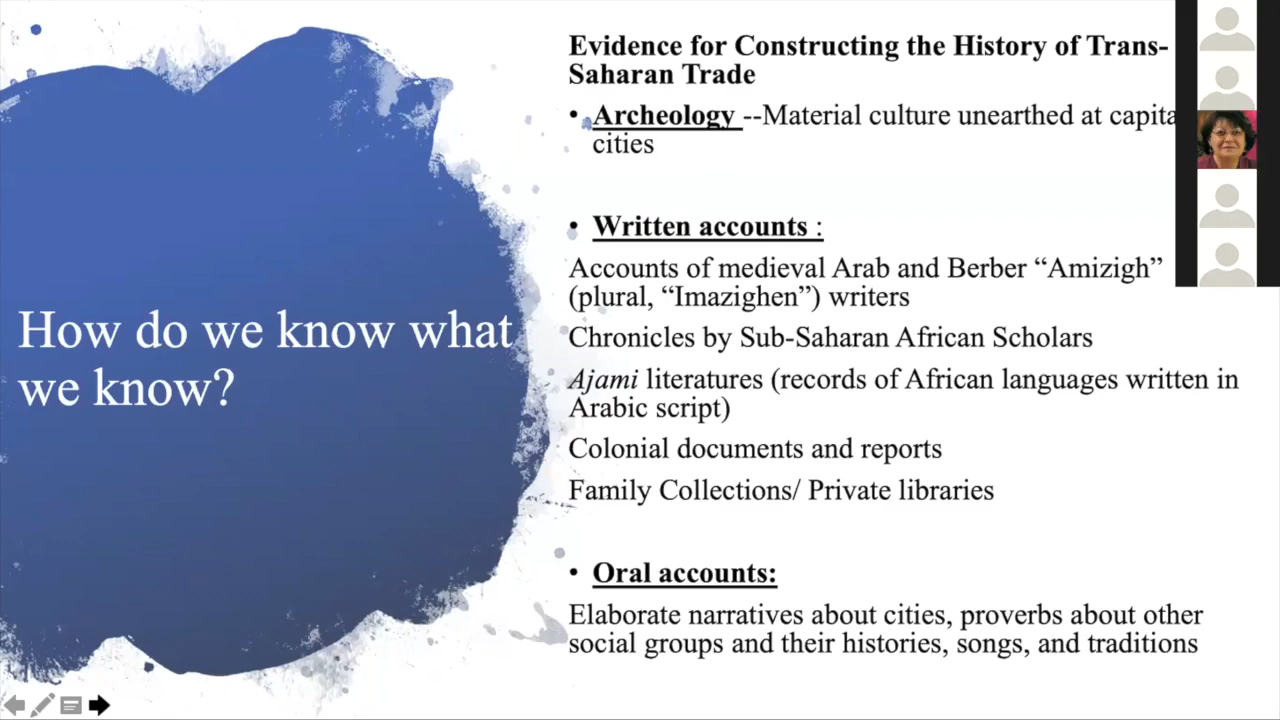 How do we know what
we know?
Evidence for Constructing the History of Trans-
Saharan Trade
• Archeology --Material culture unearthed at capita
cities
• Written accounts :
Accounts of medieval Arab and Berber “Amizigh”
(plural, “Imazighen”) writers
Chronicles by Sub-Saharan African Scholars
Ajami literatures (records of African languages written in
Arabic script)
Colonial documents and reports
Family Collections/ Private libraries
• Oral accounts:
Elaborate narratives about cities, proverbs about other
social groups and their histories, songs, and traditions